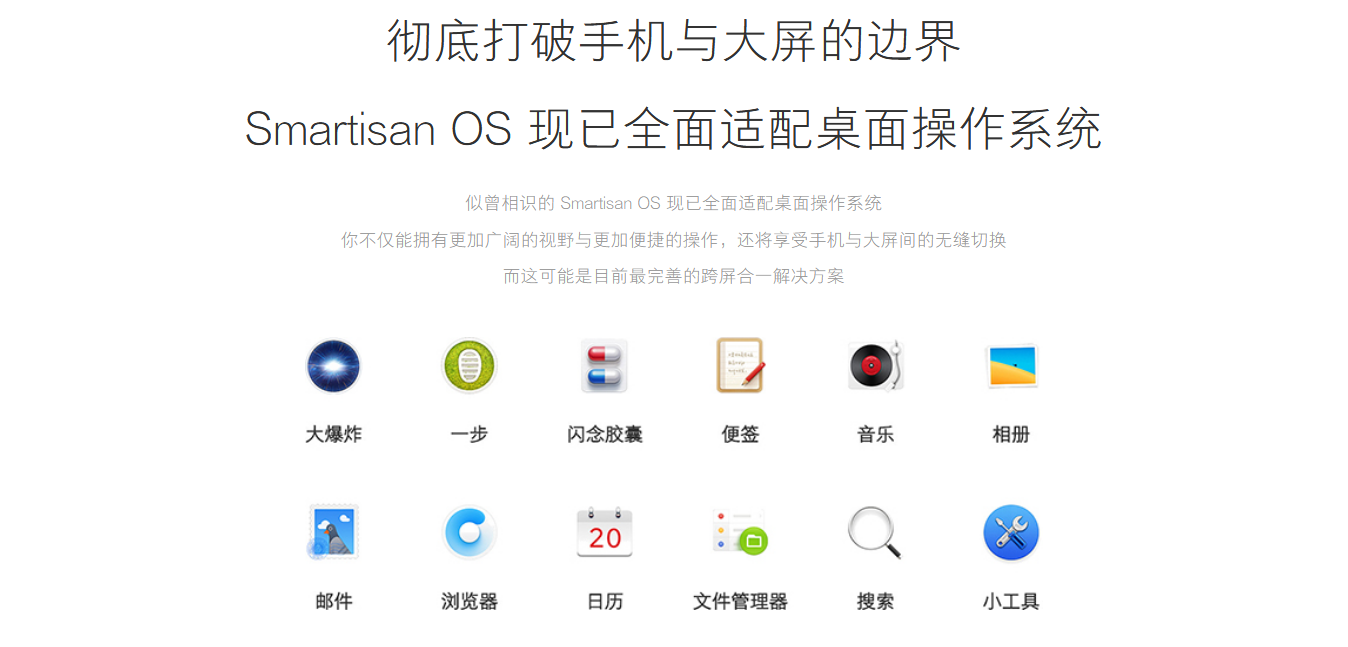 彻底打破手机与大屏的边界
Smartisan OS 现已全面适配桌面操作系统
似曾相识的 Smartisan OS 现已全面适配桌面操作系统
你不仅能拥有更加广阔的视野与更加便捷的操作，还将享受手机与大屏间的无缝切换
而这可能是目前最完善的跨屏合一解决方案
大爆炸 一步 闪念胶囊 便签 音乐 相册
20
邮件 浏览器 日历 文件管理器 搜索 小工具